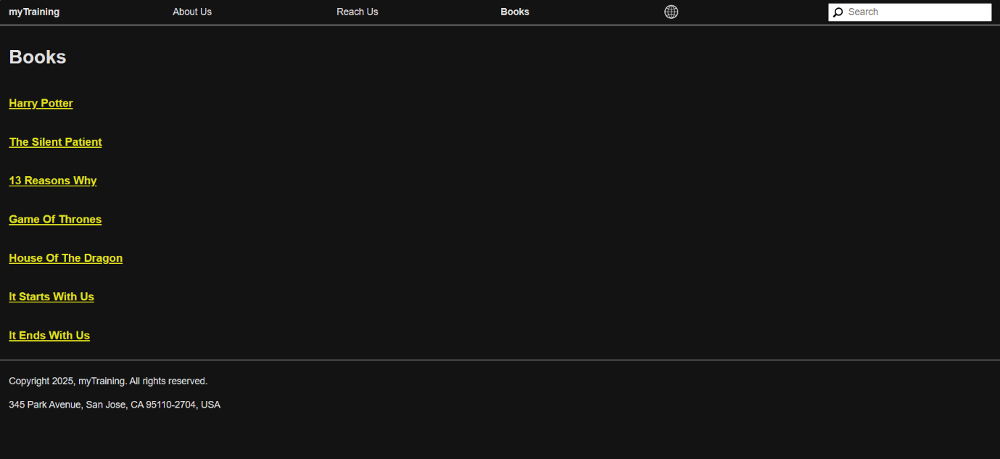 myTraining About Us Reach Us Books Search
Books
Harry Potter
The Silent Patient
13 Reasons Why
Game Of Thrones
House Of The Dragon
It Starts With Us
It Ends With Us
Copyright 2025, myTraining. All rights reserved.
345 Park Avenue, San Jose, CA 95110-2704, USA